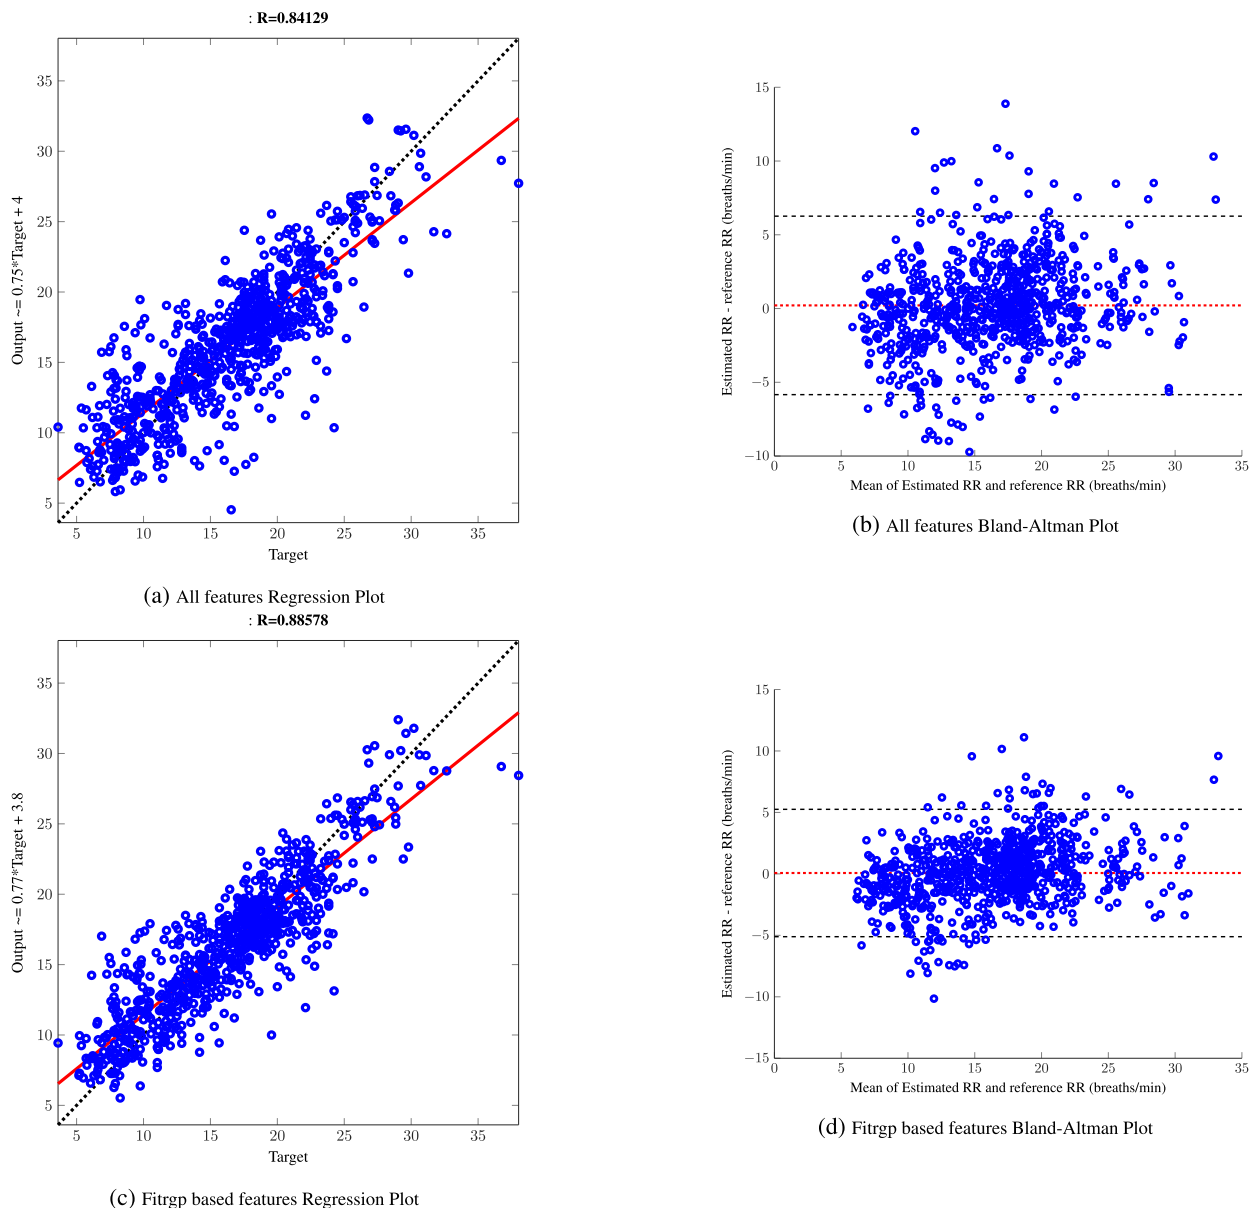 : R=0.84129
35
30
25
20
15
10
5
Output ~= 0.75*Target + 4
5 10 15 20 25 30 35
Target
(a) All features Regression Plot
15
10
5
0
−5
−10
Estimated RR - reference RR (breaths/min)
0 5 10 15 20 25 30 35
Mean of Estimated RR and reference RR (breaths/min)
(b) All features Bland-Altman Plot
: R=0.88578
35
30
25
20
15
10
5
Output ~= 0.77*Target + 3.8
5 10 15 20 25 30 35
Target
(c) Fitrgp based features Regression Plot
15
10
5
0
−5
−10
−15
Estimated RR - reference RR (breaths/min)
0 5 10 15 20 25 30 35
Mean of Estimated RR and reference RR (breaths/min)
(d) Fitrgp based features Bland-Altman Plot